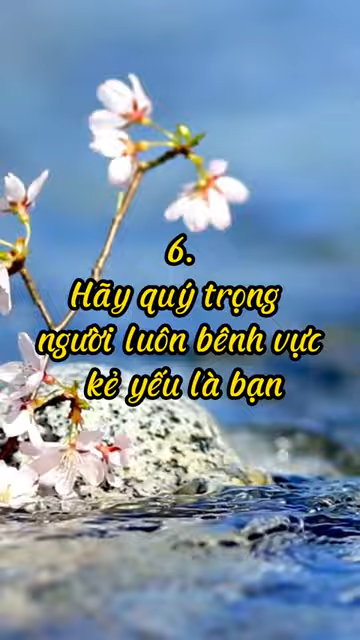 6.
Hãy quý trọng
người luôn bênh vực
kẻ yếu là bạn